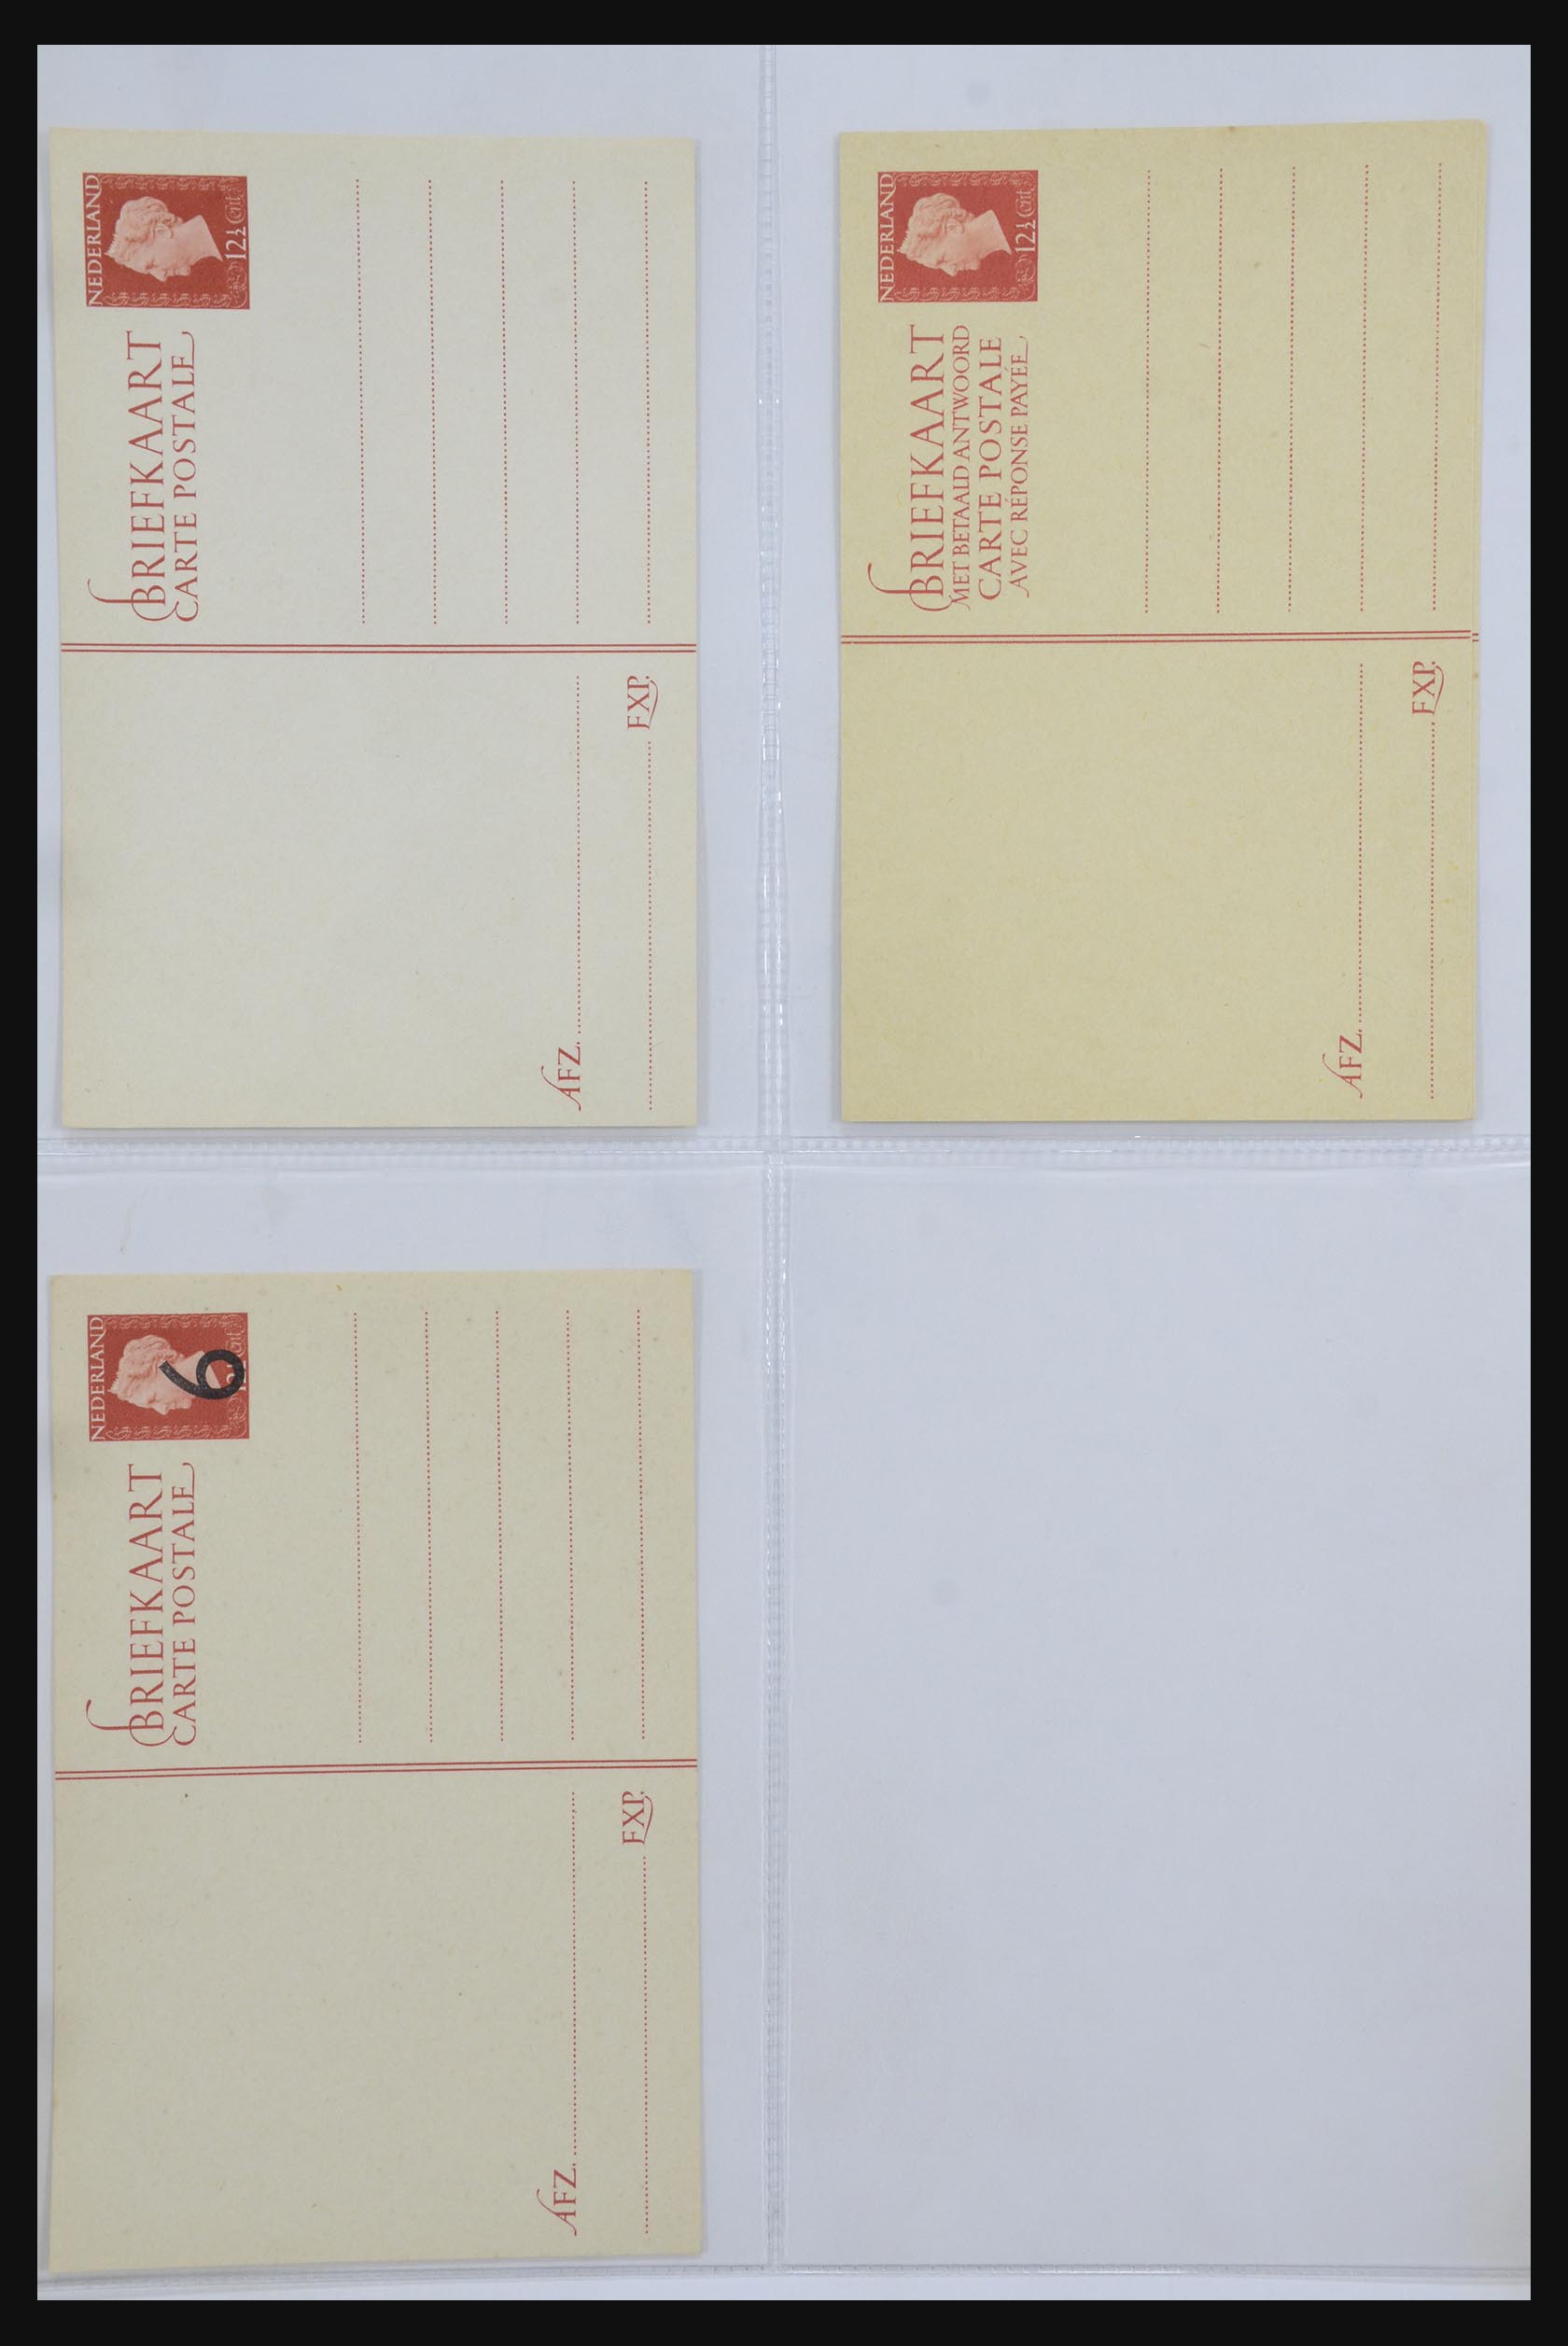 NEDERLAND
12½ Cent
BRIEFKAART
CARTE POSTALE
AFZ.
EXP.
NEDERLAND
12½ Cent
BRIEFKAART
MET BETAALD ANTWOORD
CARTE POSTALE
AVEC RÉPONSE PAYÉE
AFZ.
EXP.
NEDERLAND
6
Cent
BRIEFKAART
CARTE POSTALE
AFZ.
EXP.